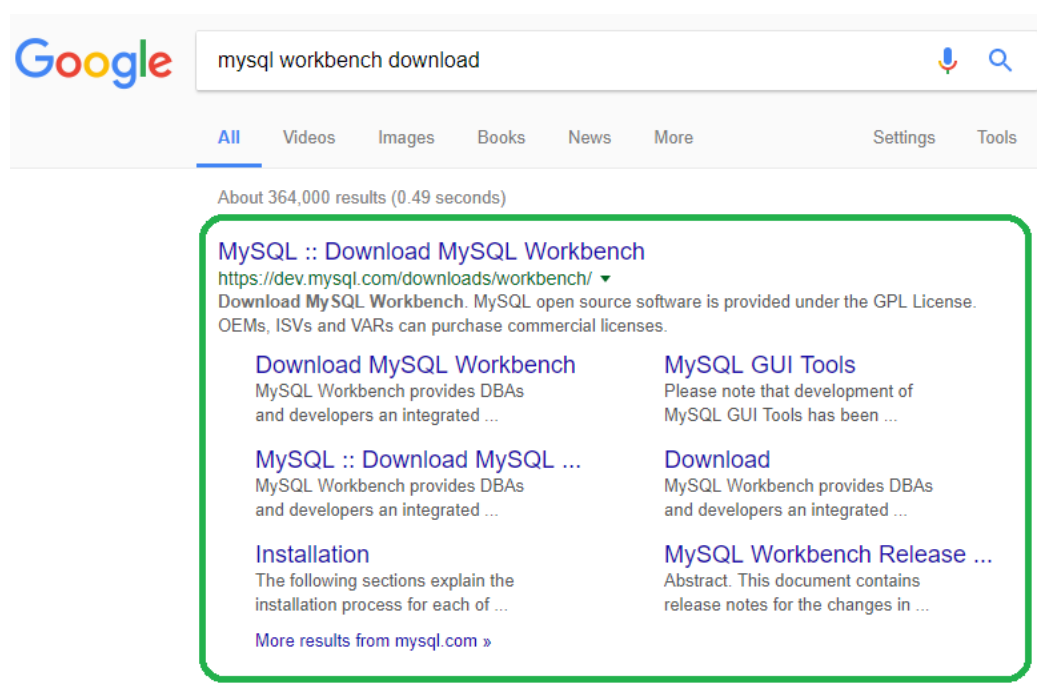 Google
mysql workbench download
All Videos Images Books News More Settings Tools
About 364,000 results (0.49 seconds)
MySQL :: Download MySQL Workbench
https://dev.mysql.com/downloads/workbench/
Download MySQL Workbench. MySQL open source software is provided under the GPL License.
OEMs, ISVs and VARs can purchase commercial licenses.
Download MySQL Workbench
MySQL Workbench provides DBAs
and developers an integrated ...
MySQL GUI Tools
Please note that development of
MySQL GUI Tools has been ...
MySQL :: Download MySQL ...
MySQL Workbench provides DBAs
and developers an integrated ...
Download
MySQL Workbench provides DBAs
and developers an integrated ...
Installation
The following sections explain the
installation process for each of ...
MySQL Workbench Release ...
Abstract. This document contains
release notes for the changes in ...
More results from mysql.com »